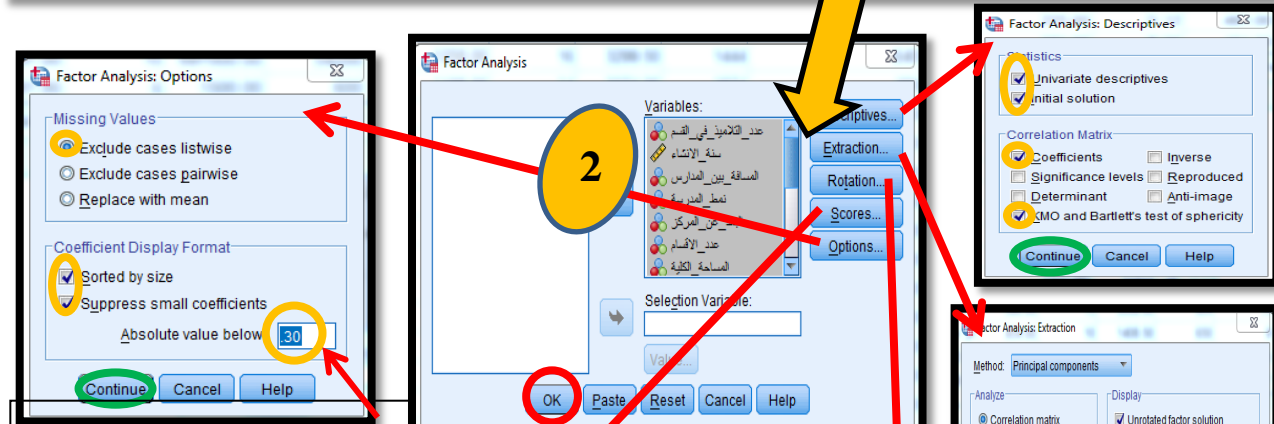 Factor Analysis: Options
Missing Values
Exclude cases listwise
Exclude cases pairwise
Replace with mean
Coefficient Display Format
Sorted by size
Suppress small coefficients
Absolute value below: .30
Continue Cancel Help
Factor Analysis
2
Variables:
عدد_التلاميذ_في_القسم
سنة_الانشاء
المسافة_بين_المدارس
نمط_المدرسة
عن_المركز
عدد_الاقسام
المساحة_الكلية
Extraction...
Rotation...
Scores...
Options...
Selection Variable:
OK Paste Reset Cancel Help
Factor Analysis: Descriptives
Statistics
Univariate descriptives
Initial solution
Correlation Matrix
Coefficients Inverse
Significance levels Reproduced
Determinant Anti-image
KMO and Bartlett's test of sphericity
Continue Cancel Help
Factor Analysis: Extraction
Method: Principal components
Analyze
Correlation matrix
Display
Unrotated factor solution